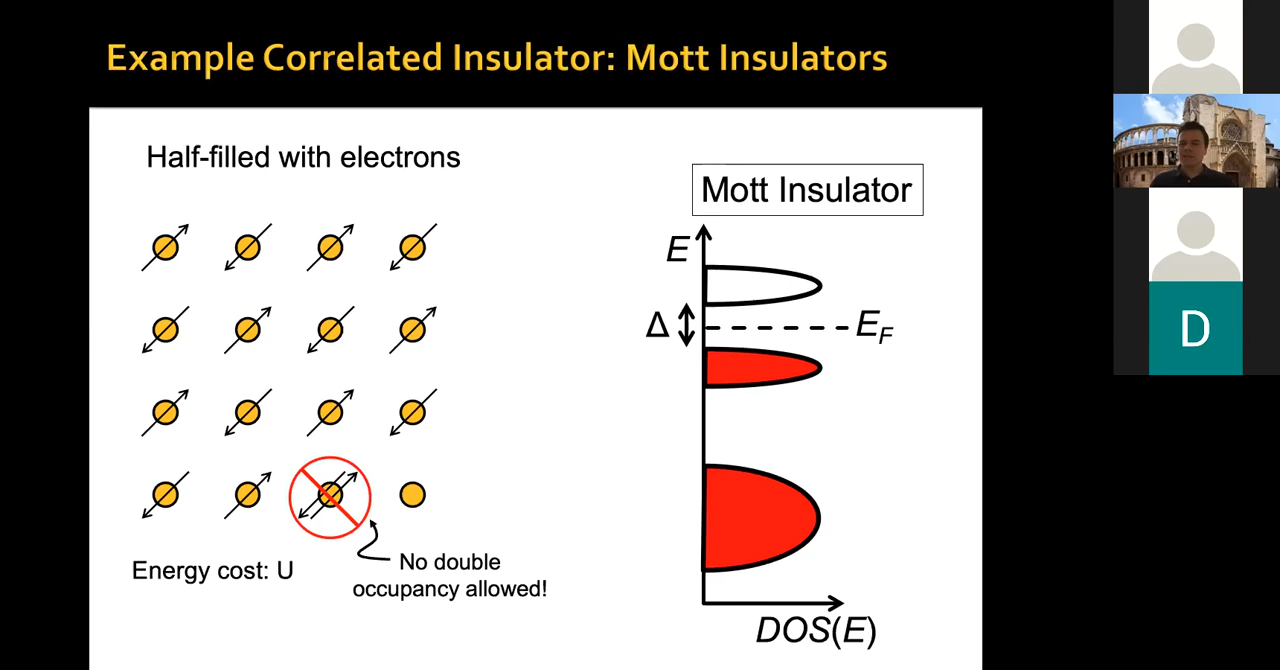 Example Correlated Insulator: Mott Insulators
Half-filled with electrons
Energy cost: U
No double
occupancy allowed!
Mott Insulator
E
Δ
E_F
DOS(E)
D